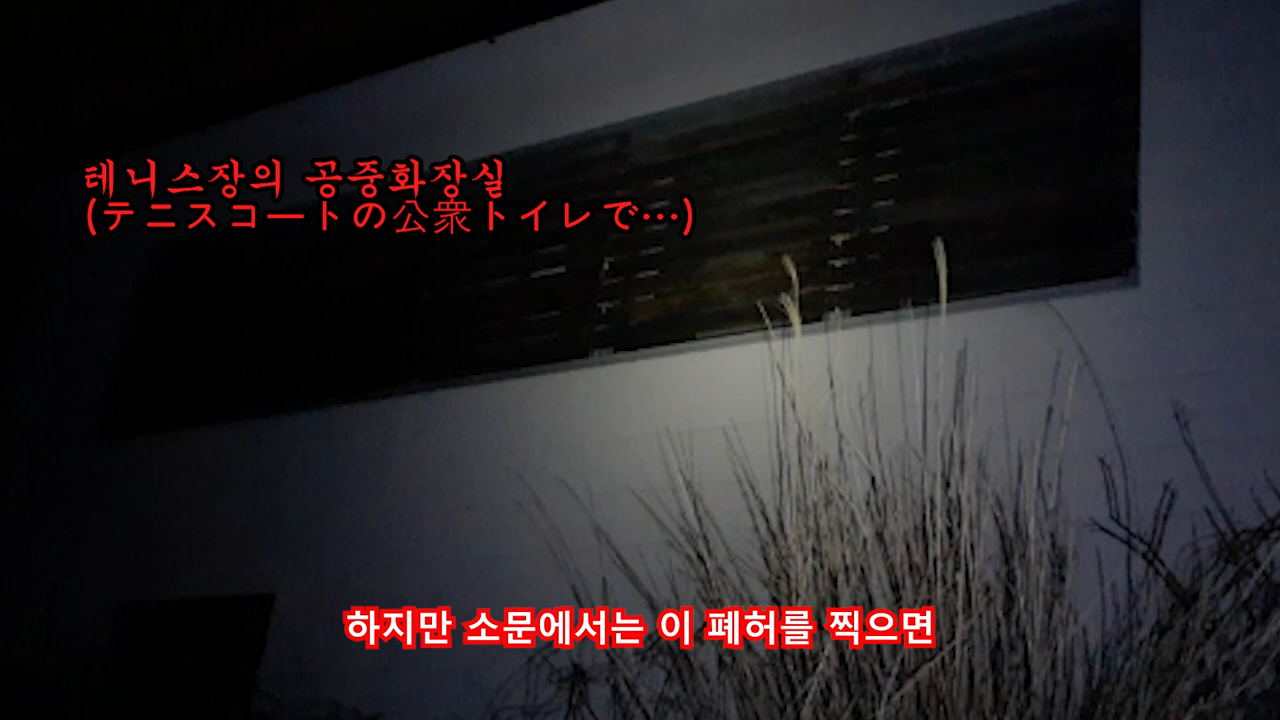 테니스장의 공중화장실
(テニスコートの公衆トイレで…)
하지만 소문에서는 이 폐허를 찍으면